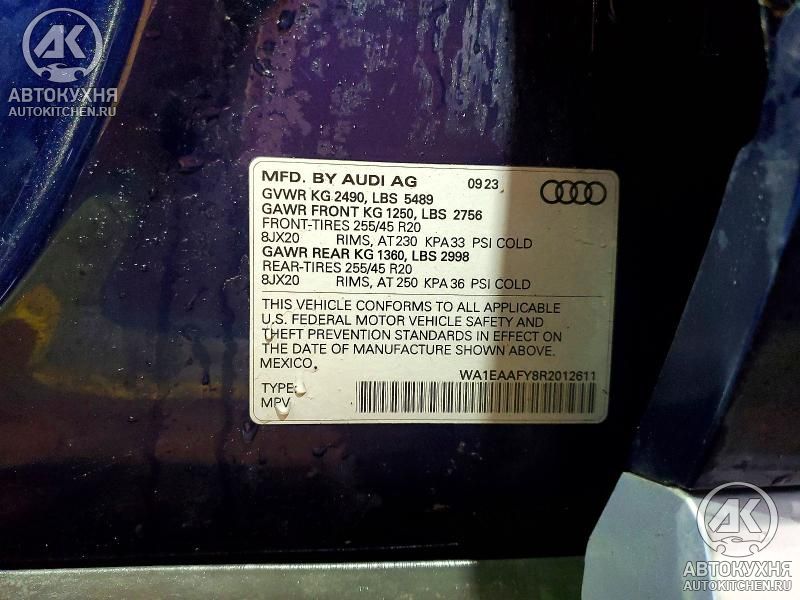 AK
АВТОКУХНЯ
AUTOKITCHEN.RU
MFD. BY AUDI AG 0923
GVWR KG 2490, LBS 5489
GAWR FRONT KG 1250, LBS 2756
FRONT-TIRES 255/45 R20
8JX20 RIMS, AT 230 KPA 33 PSI COLD
GAWR REAR KG 1360, LBS 2998
REAR-TIRES 255/45 R20
8JX20 RIMS, AT 250 KPA 36 PSI COLD
THIS VEHICLE CONFORMS TO ALL APPLICABLE
U.S. FEDERAL MOTOR VEHICLE SAFETY AND
THEFT PREVENTION STANDARDS IN EFFECT ON
THE DATE OF MANUFACTURE SHOWN ABOVE.
MEXICO.
WA1EAAFY8R2012611
TYPE:
MPV
AK
АВТОКУХНЯ
AUTOKITCHEN.RU